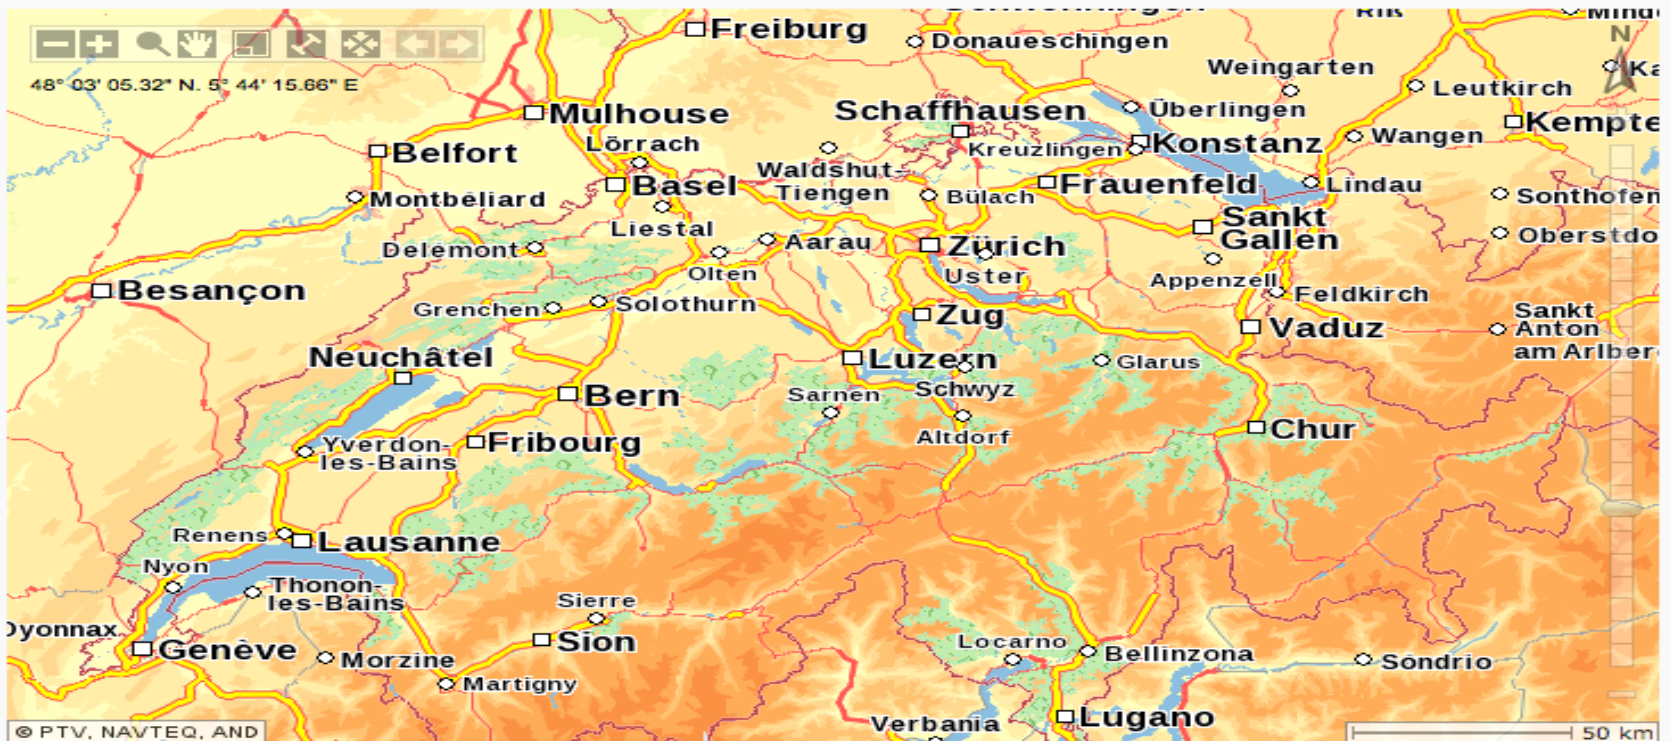 Freiburg
Donaueschingen
Weingarten
Leutkirch
N
48° 03' 05.32" N. 5° 44' 15.66" E
Mulhouse
Schaffhausen
Überlingen
Kempte
Belfort
Lörrach
Kreuzlingen
Konstanz
Wangen
Basel
Waldshut-
Tiengen
Bülach
Frauenfeld
Lindau
Montbéliard
Sonthofen
Liestal
Sankt
Gallen
Oberstdo
Delémont
Aarau
Zürich
Olten
Uster
Appenzell
Besançon
Grenchen
Solothurn
Feldkirch
Zug
Vaduz
Sankt
Anton
am Arlber
Neuchâtel
Luzern
Glarus
Bern
Sarnen
Schwyz
Fribourg
Altdorf
Chur
Yverdon-
les-Bains
Renens
Lausanne
Nyon
Thonon-
les-Bains
Sierre
Oyonnax
Genève
Sion
Locarno
Bellinzona
Sóndrio
Morzine
Martigny
Verbania
Lugano
© PTV, NAVTEQ, AND
50 km